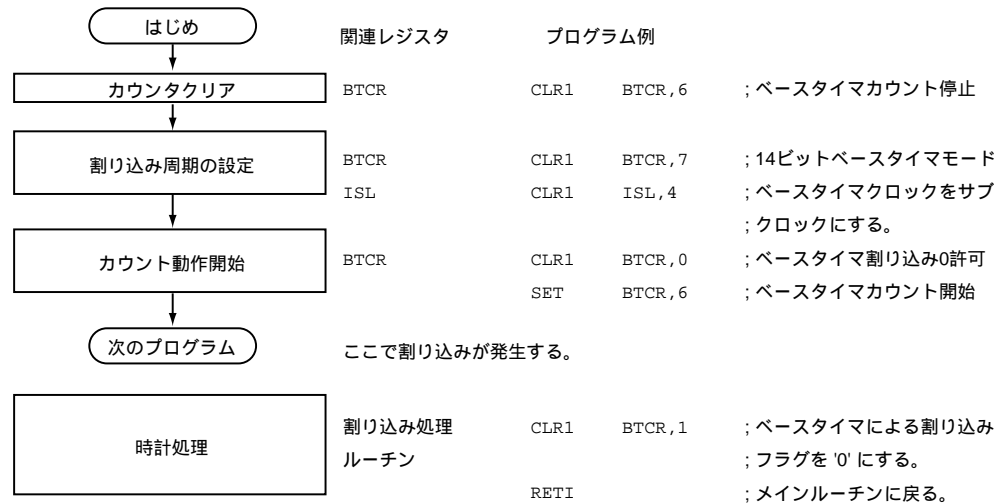 はじめ
関連レジスタ プログラム例
カウンタクリア BTCR CLR1 BTCR,6 ;ベースタイマカウント停止
割り込み周期の設定 BTCR CLR1 BTCR,7 ;14ビットベースタイマモード
ISL CLR1 ISL,4 ;ベースタイマクロックをサブ
;クロックにする。
カウント動作開始 BTCR CLR1 BTCR,0 ;ベースタイマ割り込み0許可
SET BTCR,6 ;ベースタイマカウント開始
次のプログラム ここで割り込みが発生する。
時計処理 割り込み処理 CLR1 BTCR,1 ;ベースタイマによる割り込み
ルーチン ;フラグを '0' にする。
RETI ;メインルーチンに戻る。